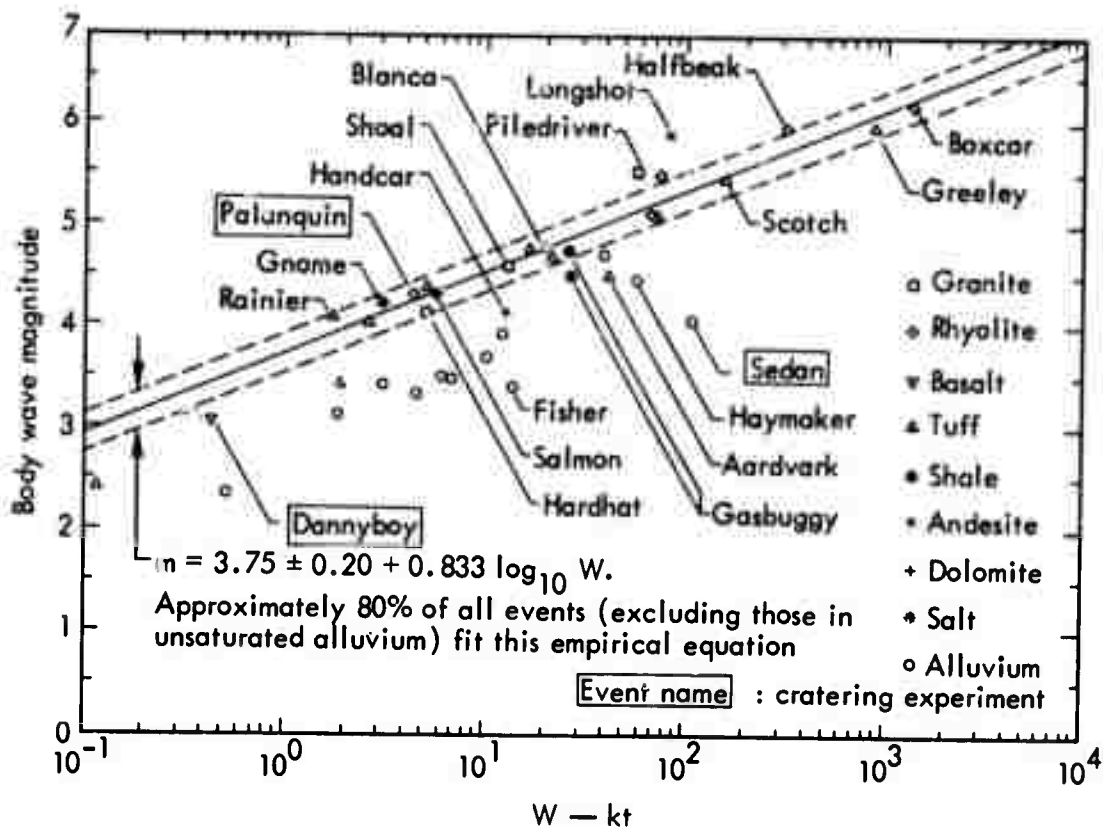 7
6
5
4
3
2
1
0
Body wave magnitude
Blanca
Shoal
Handcar
Palunquin
Gnome
Rainier
Longshot
Piledriver
Halfbeak
Boxcar
Greeley
Scotch
Sedan
Haymaker
Aardvark
Gasbuggy
Fisher
Salmon
Hardhat
Dannyboy
Granite
Rhyolite
Basalt
Tuff
Shale
Andesite
+ Dolomite
Salt
Alluvium
m = 3.75 ± 0.20 + 0.833 log₁₀ W.
Approximately 80% of all events (excluding those in
unsaturated alluvium) fit this empirical equation
Event name : cratering experiment
10⁻¹ 10⁰ 10¹ 10² 10³ 10⁴
W — kt